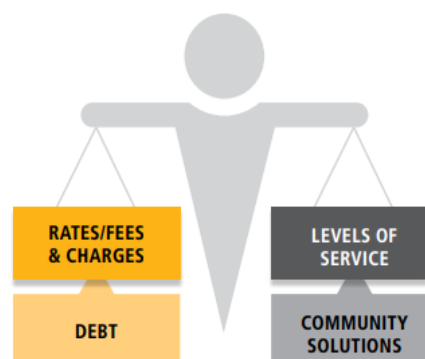 RATES/FEES
& CHARGES
DEBT
LEVELS OF
SERVICE
COMMUNITY
SOLUTIONS